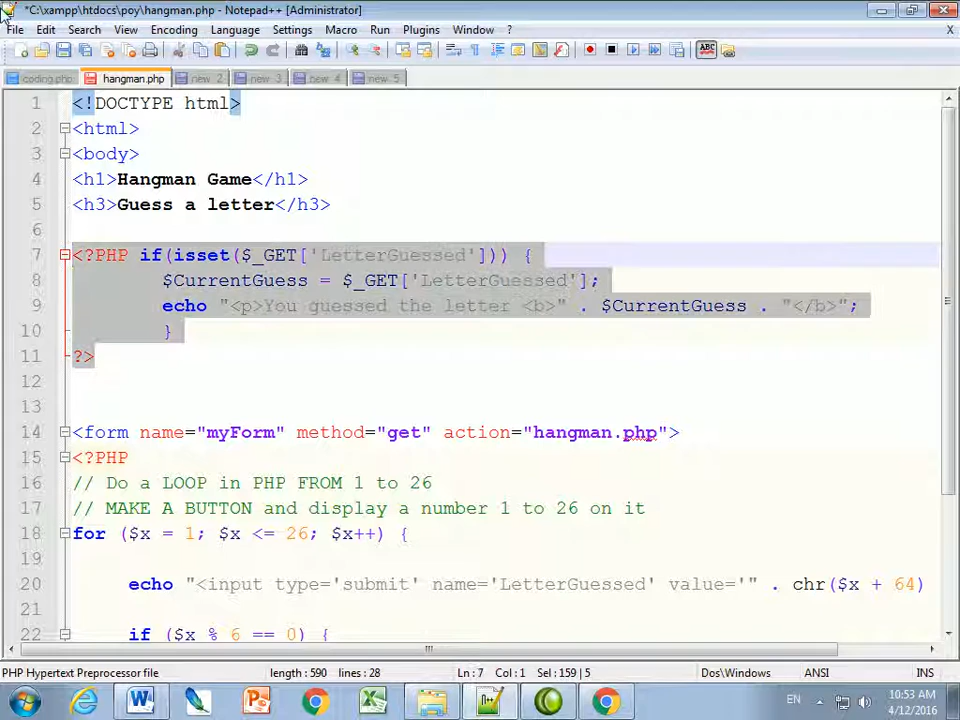 *C:\xampp\htdocs\poy\hangman.php - Notepad++ [Administrator]
File Edit Search View Encoding Language Settings Macro Run Plugins Window ? X
ABC
coding.php hangman.php new 2 new 3 new 4 new 5
1 <!DOCTYPE html>
2 <html>
3 <body>
4 <h1>Hangman Game</h1>
5 <h3>Guess a letter</h3>
6
7 <?PHP if(isset($_GET['LetterGuessed'])) {
8 $CurrentGuess = $_GET['LetterGuessed'];
9 echo "<p>You guessed the letter <b>" . $CurrentGuess . "</b>";
10 }
11 ?>
12
13
14 <form name="myForm" method="get" action="hangman.php">
15 <?PHP
16 // Do a LOOP in PHP FROM 1 to 26
17 // MAKE A BUTTON and display a number 1 to 26 on it
18 for ($x = 1; $x <= 26; $x++) {
19
20 echo "<input type='submit' name='LetterGuessed' value='" . chr($x + 64)
21
22 if ($x % 6 == 0) {
PHP Hypertext Preprocessor file length : 590 lines : 28 Ln : 7 Col : 1 Sel : 159 | 5 Dos\Windows ANSI INS
EN 10:53 AM
4/12/2016